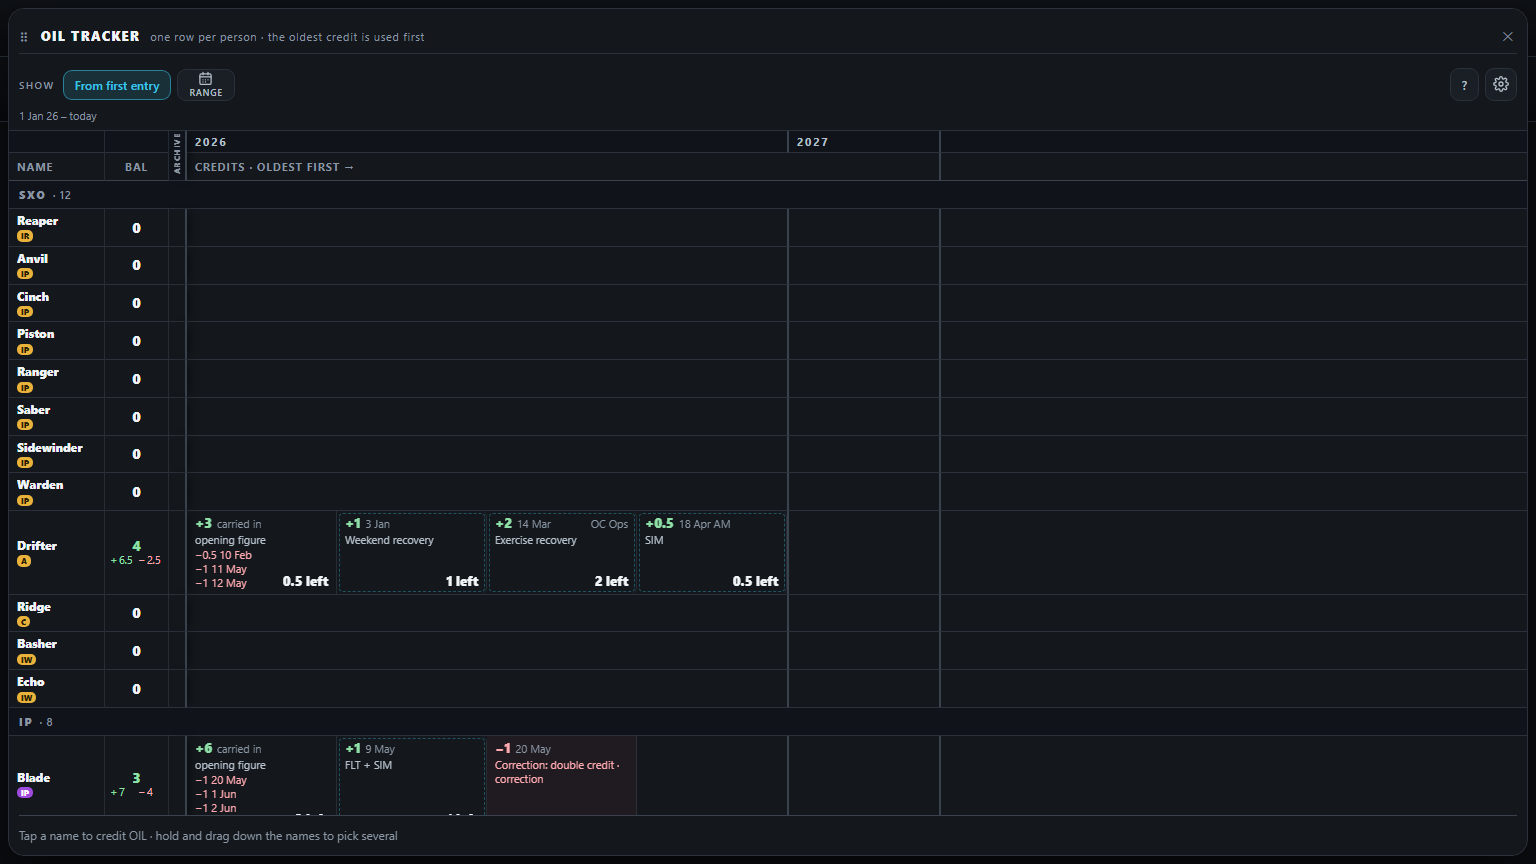 OIL TRACKER one row per person · the oldest credit is used first
SHOW From first entry RANGE ?
1 Jan 26 – today
ARCHIVE 2026 2027
NAME BAL CREDITS · OLDEST FIRST →
SXO · 12
Reaper 0
IR
Anvil 0
IP
Cinch 0
IP
Piston 0
IP
Ranger 0
IP
Saber 0
IP
Sidewinder 0
IP
Warden 0
IP
Drifter 4
A +6.5 −2.5
+3 carried in
opening figure
−0.5 10 Feb
−1 11 May
−1 12 May 0.5 left
+1 3 Jan
Weekend recovery
1 left
+2 14 Mar OC Ops
Exercise recovery
2 left
+0.5 18 Apr AM
SIM
0.5 left
Ridge 0
C
Basher 0
IW
Echo 0
IW
IP · 8
Blade 3
IP +7 −4
+6 carried in
opening figure
−1 20 May
−1 1 Jun
−1 2 Jun
+1 9 May
FLT + SIM
−1 20 May
Correction: double credit ·
correction
Tap a name to credit OIL · hold and drag down the names to pick several